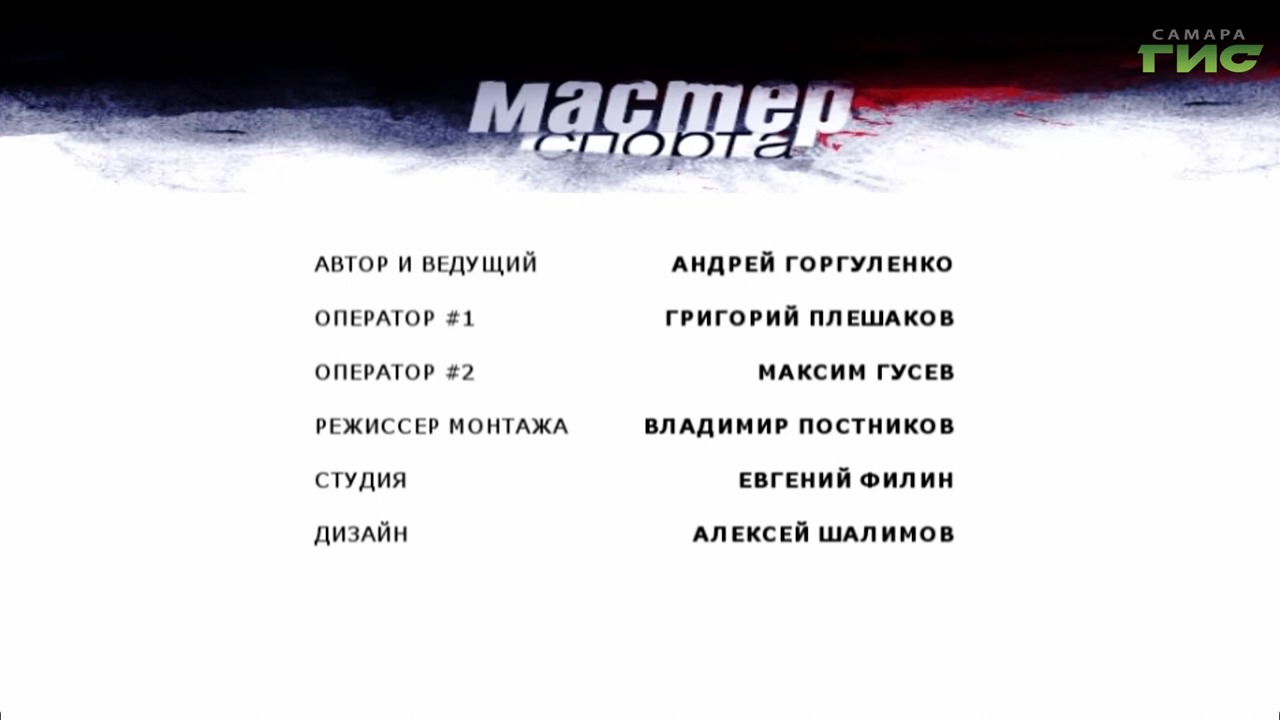 САМАРА
ГИС
мастер
спорта
АВТОР И ВЕДУЩИЙ АНДРЕЙ ГОРГУЛЕНКО
ОПЕРАТОР #1 ГРИГОРИЙ ПЛЕШАКОВ
ОПЕРАТОР #2 МАКСИМ ГУСЕВ
РЕЖИССЕР МОНТАЖА ВЛАДИМИР ПОСТНИКОВ
СТУДИЯ ЕВГЕНИЙ ФИЛИН
ДИЗАЙН АЛЕКСЕЙ ШАЛИМОВ